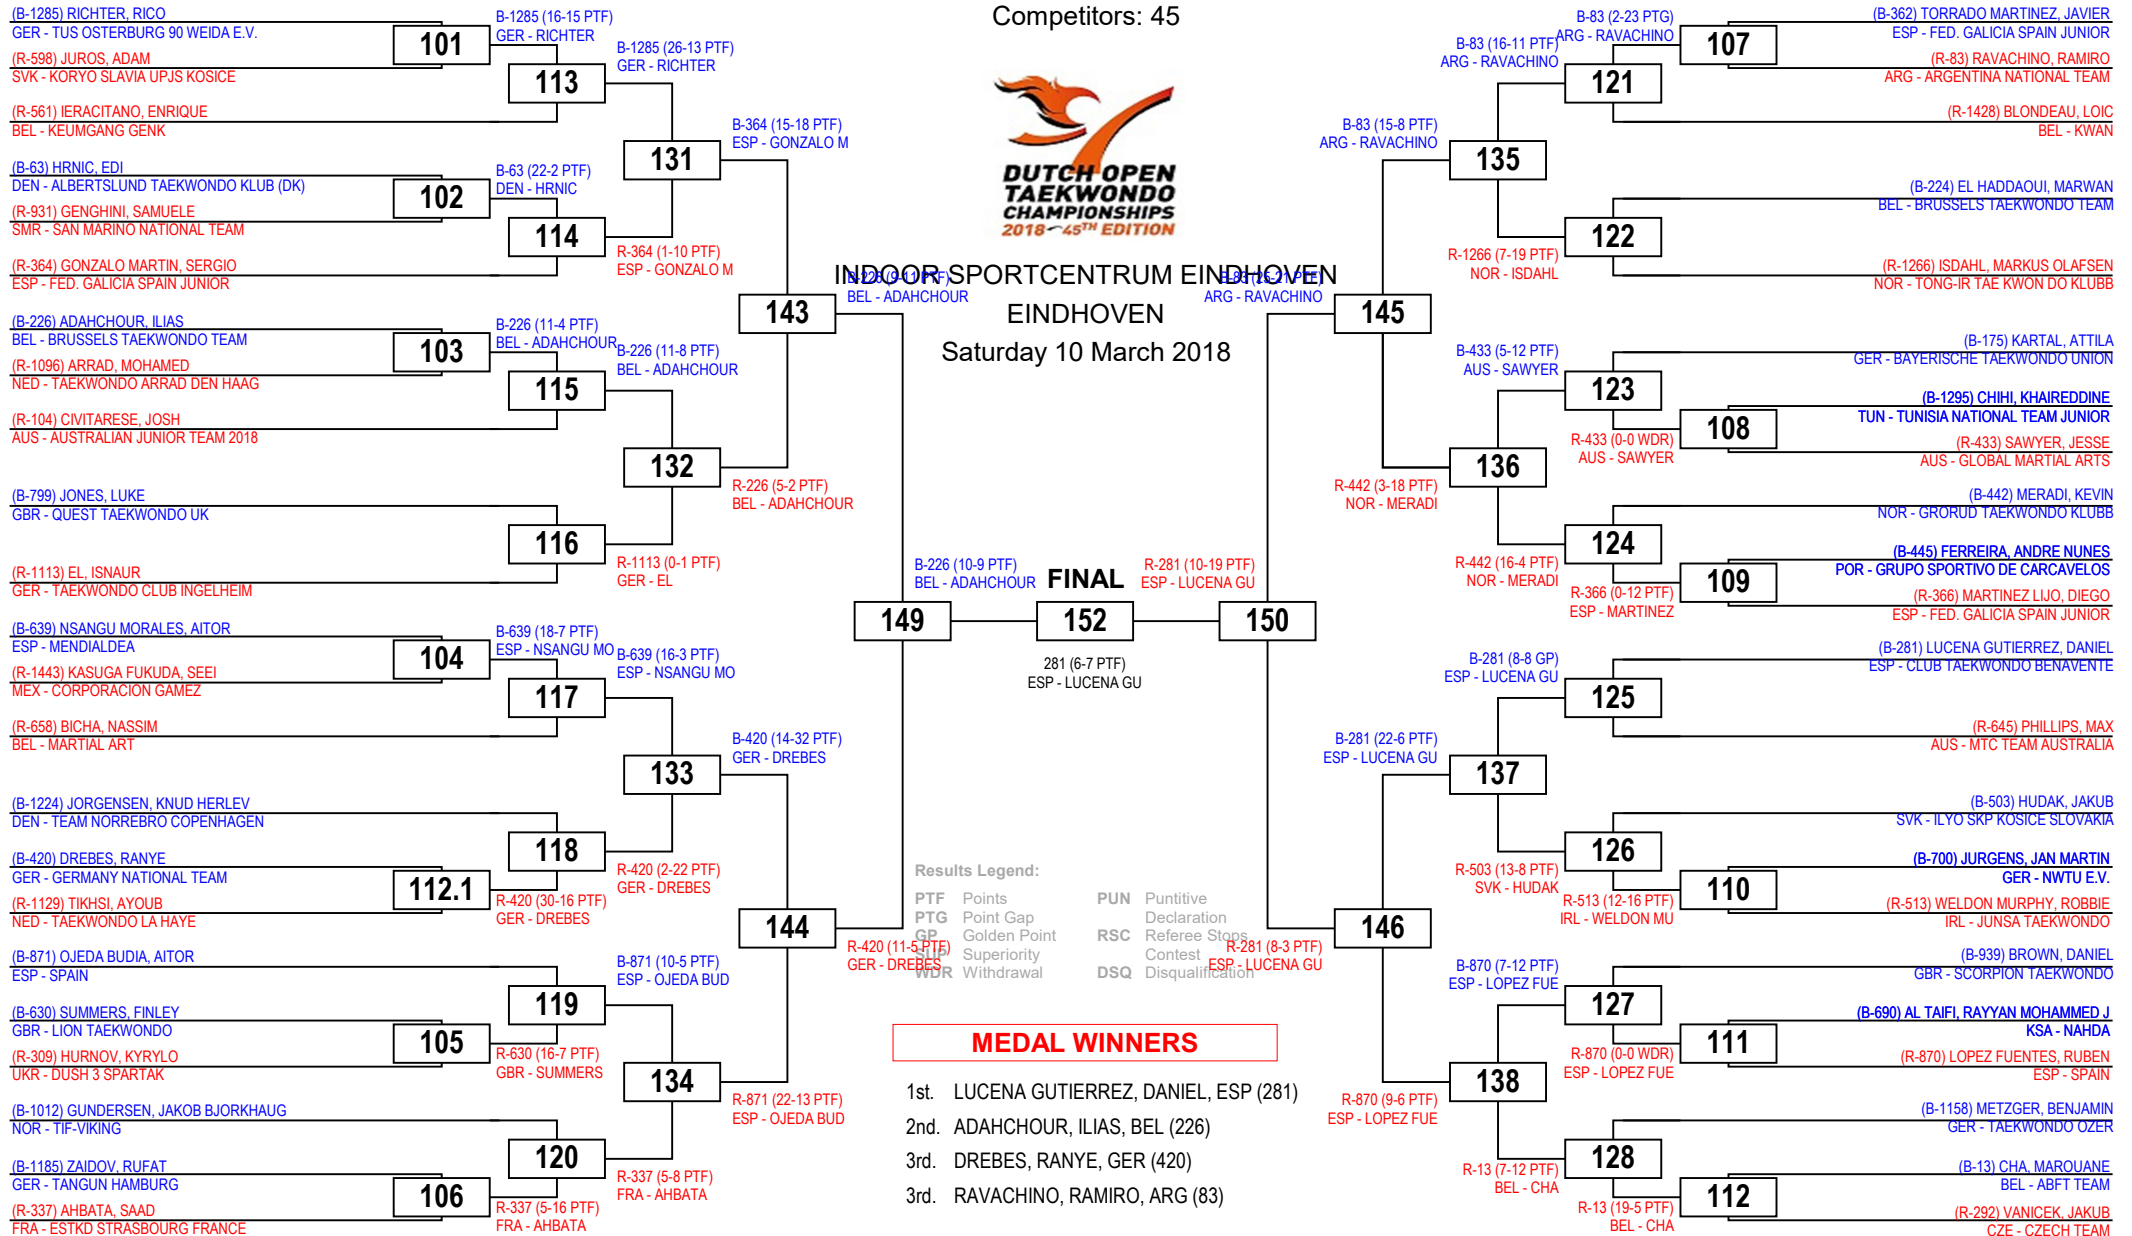 Competitors: 45
DUTCH OPEN
TAEKWONDO
CHAMPIONSHIPS
2018 - 45TH EDITION
INDOOR SPORTCENTRUM EINDHOVEN
EINDHOVEN
Saturday 10 March 2018
(B-1285) RICHTER, RICO
GER - TUS OSTERBURG 90 WEIDA E.V.
101
(R-598) JUROS, ADAM
SVK - KORYO SLAVIA UPJS KOSICE
B-1285 (16-15 PTF)
GER - RICHTER
113
(R-561) IERACITANO, ENRIQUE
BEL - KEUMGANG GENK
B-1285 (26-13 PTF)
GER - RICHTER
131
(B-63) HRNIC, EDI
DEN - ALBERTSLUND TAEKWONDO KLUB (DK)
102
(R-931) GENGHINI, SAMUELE
SMR - SAN MARINO NATIONAL TEAM
B-63 (22-2 PTF)
DEN - HRNIC
114
(R-364) GONZALO MARTIN, SERGIO
ESP - FED. GALICIA SPAIN JUNIOR
R-364 (1-10 PTF)
ESP - GONZALO M
B-364 (15-18 PTF)
ESP - GONZALO M
143
(B-226) ADAHCHOUR, ILIAS
BEL - BRUSSELS TAEKWONDO TEAM
103
(R-1096) ARRAD, MOHAMED
NED - TAEKWONDO ARRAD DEN HAAG
B-226 (11-4 PTF)
BEL - ADAHCHOUR
115
(R-104) CIVITARESE, JOSH
AUS - AUSTRALIAN JUNIOR TEAM 2018
B-226 (11-8 PTF)
BEL - ADAHCHOUR
132
(B-799) JONES, LUKE
GBR - QUEST TAEKWONDO UK
116
(R-1113) EL, ISNAUR
GER - TAEKWONDO CLUB INGELHEIM
R-1113 (0-1 PTF)
GER - EL
R-226 (5-2 PTF)
BEL - ADAHCHOUR
B-226 (9-11 PTF)
BEL - ADAHCHOUR
149
(B-639) NSANGU MORALES, AITOR
ESP - MENDIALDEA
104
(R-1443) KASUGA FUKUDA, SEEI
MEX - CORPORACION GAMEZ
B-639 (18-7 PTF)
ESP - NSANGU MO
117
(R-658) BICHA, NASSIM
BEL - MARTIAL ART
B-639 (16-3 PTF)
ESP - NSANGU MO
133
(B-1224) JORGENSEN, KNUD HERLEV
DEN - TEAM NORREBRO COPENHAGEN
118
(B-420) DREBES, RANYE
GER - GERMANY NATIONAL TEAM
112.1
(R-1129) TIKHSI, AYOUB
NED - TAEKWONDO LA HAYE
R-420 (30-16 PTF)
GER - DREBES
R-420 (2-22 PTF)
GER - DREBES
B-420 (14-32 PTF)
GER - DREBES
144
(B-871) OJEDA BUDIA, AITOR
ESP - SPAIN
119
(B-630) SUMMERS, FINLEY
GBR - LION TAEKWONDO
105
(R-309) HURNOV, KYRYLO
UKR - DUSH 3 SPARTAK
R-630 (16-7 PTF)
GBR - SUMMERS
B-871 (10-5 PTF)
ESP - OJEDA BUD
134
(B-1012) GUNDERSEN, JAKOB BJORKHAUG
NOR - TIF-VIKING
120
(B-1185) ZAIDOV, RUFAT
GER - TANGUN HAMBURG
106
(R-337) AHBATA, SAAD
FRA - ESTKD STRASBOURG FRANCE
R-337 (5-16 PTF)
FRA - AHBATA
R-337 (5-8 PTF)
FRA - AHBATA
R-871 (22-13 PTF)
ESP - OJEDA BUD
R-420 (11-5 PTF)
GER - DREBES
B-226 (10-9 PTF)
BEL - ADAHCHOUR
FINAL
152
281 (6-7 PTF)
ESP - LUCENA GU
R-281 (10-19 PTF)
ESP - LUCENA GU
150
B-83 (2-23 PTG)
ARG - RAVACHINO
107
(B-362) TORRADO MARTINEZ, JAVIER
ESP - FED. GALICIA SPAIN JUNIOR
(R-83) RAVACHINO, RAMIRO
ARG - ARGENTINA NATIONAL TEAM
B-83 (16-11 PTF)
ARG - RAVACHINO
121
(R-1428) BLONDEAU, LOIC
BEL - KWAN
B-83 (15-8 PTF)
ARG - RAVACHINO
135
(B-224) EL HADDAOUI, MARWAN
BEL - BRUSSELS TAEKWONDO TEAM
122
(R-1266) ISDAHL, MARKUS OLAFSEN
NOR - TONG-IR TAE KWON DO KLUBB
R-1266 (7-19 PTF)
NOR - ISDAHL
B-83 (25-21 PTF)
ARG - RAVACHINO
145
(B-175) KARTAL, ATTILA
GER - BAYERISCHE TAEKWONDO UNION
B-433 (5-12 PTF)
AUS - SAWYER
123
(B-1295) CHIHI, KHAIREDDINE
TUN - TUNISIA NATIONAL TEAM JUNIOR
108
R-433 (0-0 WDR)
AUS - SAWYER
(R-433) SAWYER, JESSE
AUS - GLOBAL MARTIAL ARTS
136
R-442 (3-18 PTF)
NOR - MERADI
(B-442) MERADI, KEVIN
NOR - GRORUD TAEKWONDO KLUBB
124
R-442 (16-4 PTF)
NOR - MERADI
(B-445) FERREIRA, ANDRE NUNES
POR - GRUPO SPORTIVO DE CARCAVELOS
109
R-366 (0-12 PTF)
ESP - MARTINEZ
(R-366) MARTINEZ LIJO, DIEGO
ESP - FED. GALICIA SPAIN JUNIOR
(B-281) LUCENA GUTIERREZ, DANIEL
ESP - CLUB TAEKWONDO BENAVENTE
B-281 (8-8 GP)
ESP - LUCENA GU
125
(R-645) PHILLIPS, MAX
AUS - MTC TEAM AUSTRALIA
B-281 (22-6 PTF)
ESP - LUCENA GU
137
(B-503) HUDAK, JAKUB
SVK - ILYO SKP KOSICE SLOVAKIA
126
R-503 (13-8 PTF)
SVK - HUDAK
(B-700) JURGENS, JAN MARTIN
GER - NWTU E.V.
110
R-513 (12-16 PTF)
IRL - WELDON MU
(R-513) WELDON MURPHY, ROBBIE
IRL - JUNSA TAEKWONDO
146
R-281 (8-3 PTF)
ESP - LUCENA GU
(B-939) BROWN, DANIEL
GBR - SCORPION TAEKWONDO
B-870 (7-12 PTF)
ESP - LOPEZ FUE
127
(B-690) AL TAIFI, RAYYAN MOHAMMED J
KSA - NAHDA
111
R-870 (0-0 WDR)
ESP - LOPEZ FUE
(R-870) LOPEZ FUENTES, RUBEN
ESP - SPAIN
138
R-870 (9-6 PTF)
ESP - LOPEZ FUE
(B-1158) METZGER, BENJAMIN
GER - TAEKWONDO OZER
128
R-13 (7-12 PTF)
BEL - CHA
(B-13) CHA, MAROUANE
BEL - ABFT TEAM
112
R-13 (19-5 PTF)
BEL - CHA
(R-292) VANICEK, JAKUB
CZE - CZECH TEAM
Results Legend:
PTF Points
PTG Point Gap
GP Golden Point
SUP Superiority
WDR Withdrawal
PUN Puntitive
Declaration
RSC Referee Stops
Contest
DSQ Disqualification
MEDAL WINNERS
1st. LUCENA GUTIERREZ, DANIEL, ESP (281)
2nd. ADAHCHOUR, ILIAS, BEL (226)
3rd. DREBES, RANYE, GER (420)
3rd. RAVACHINO, RAMIRO, ARG (83)